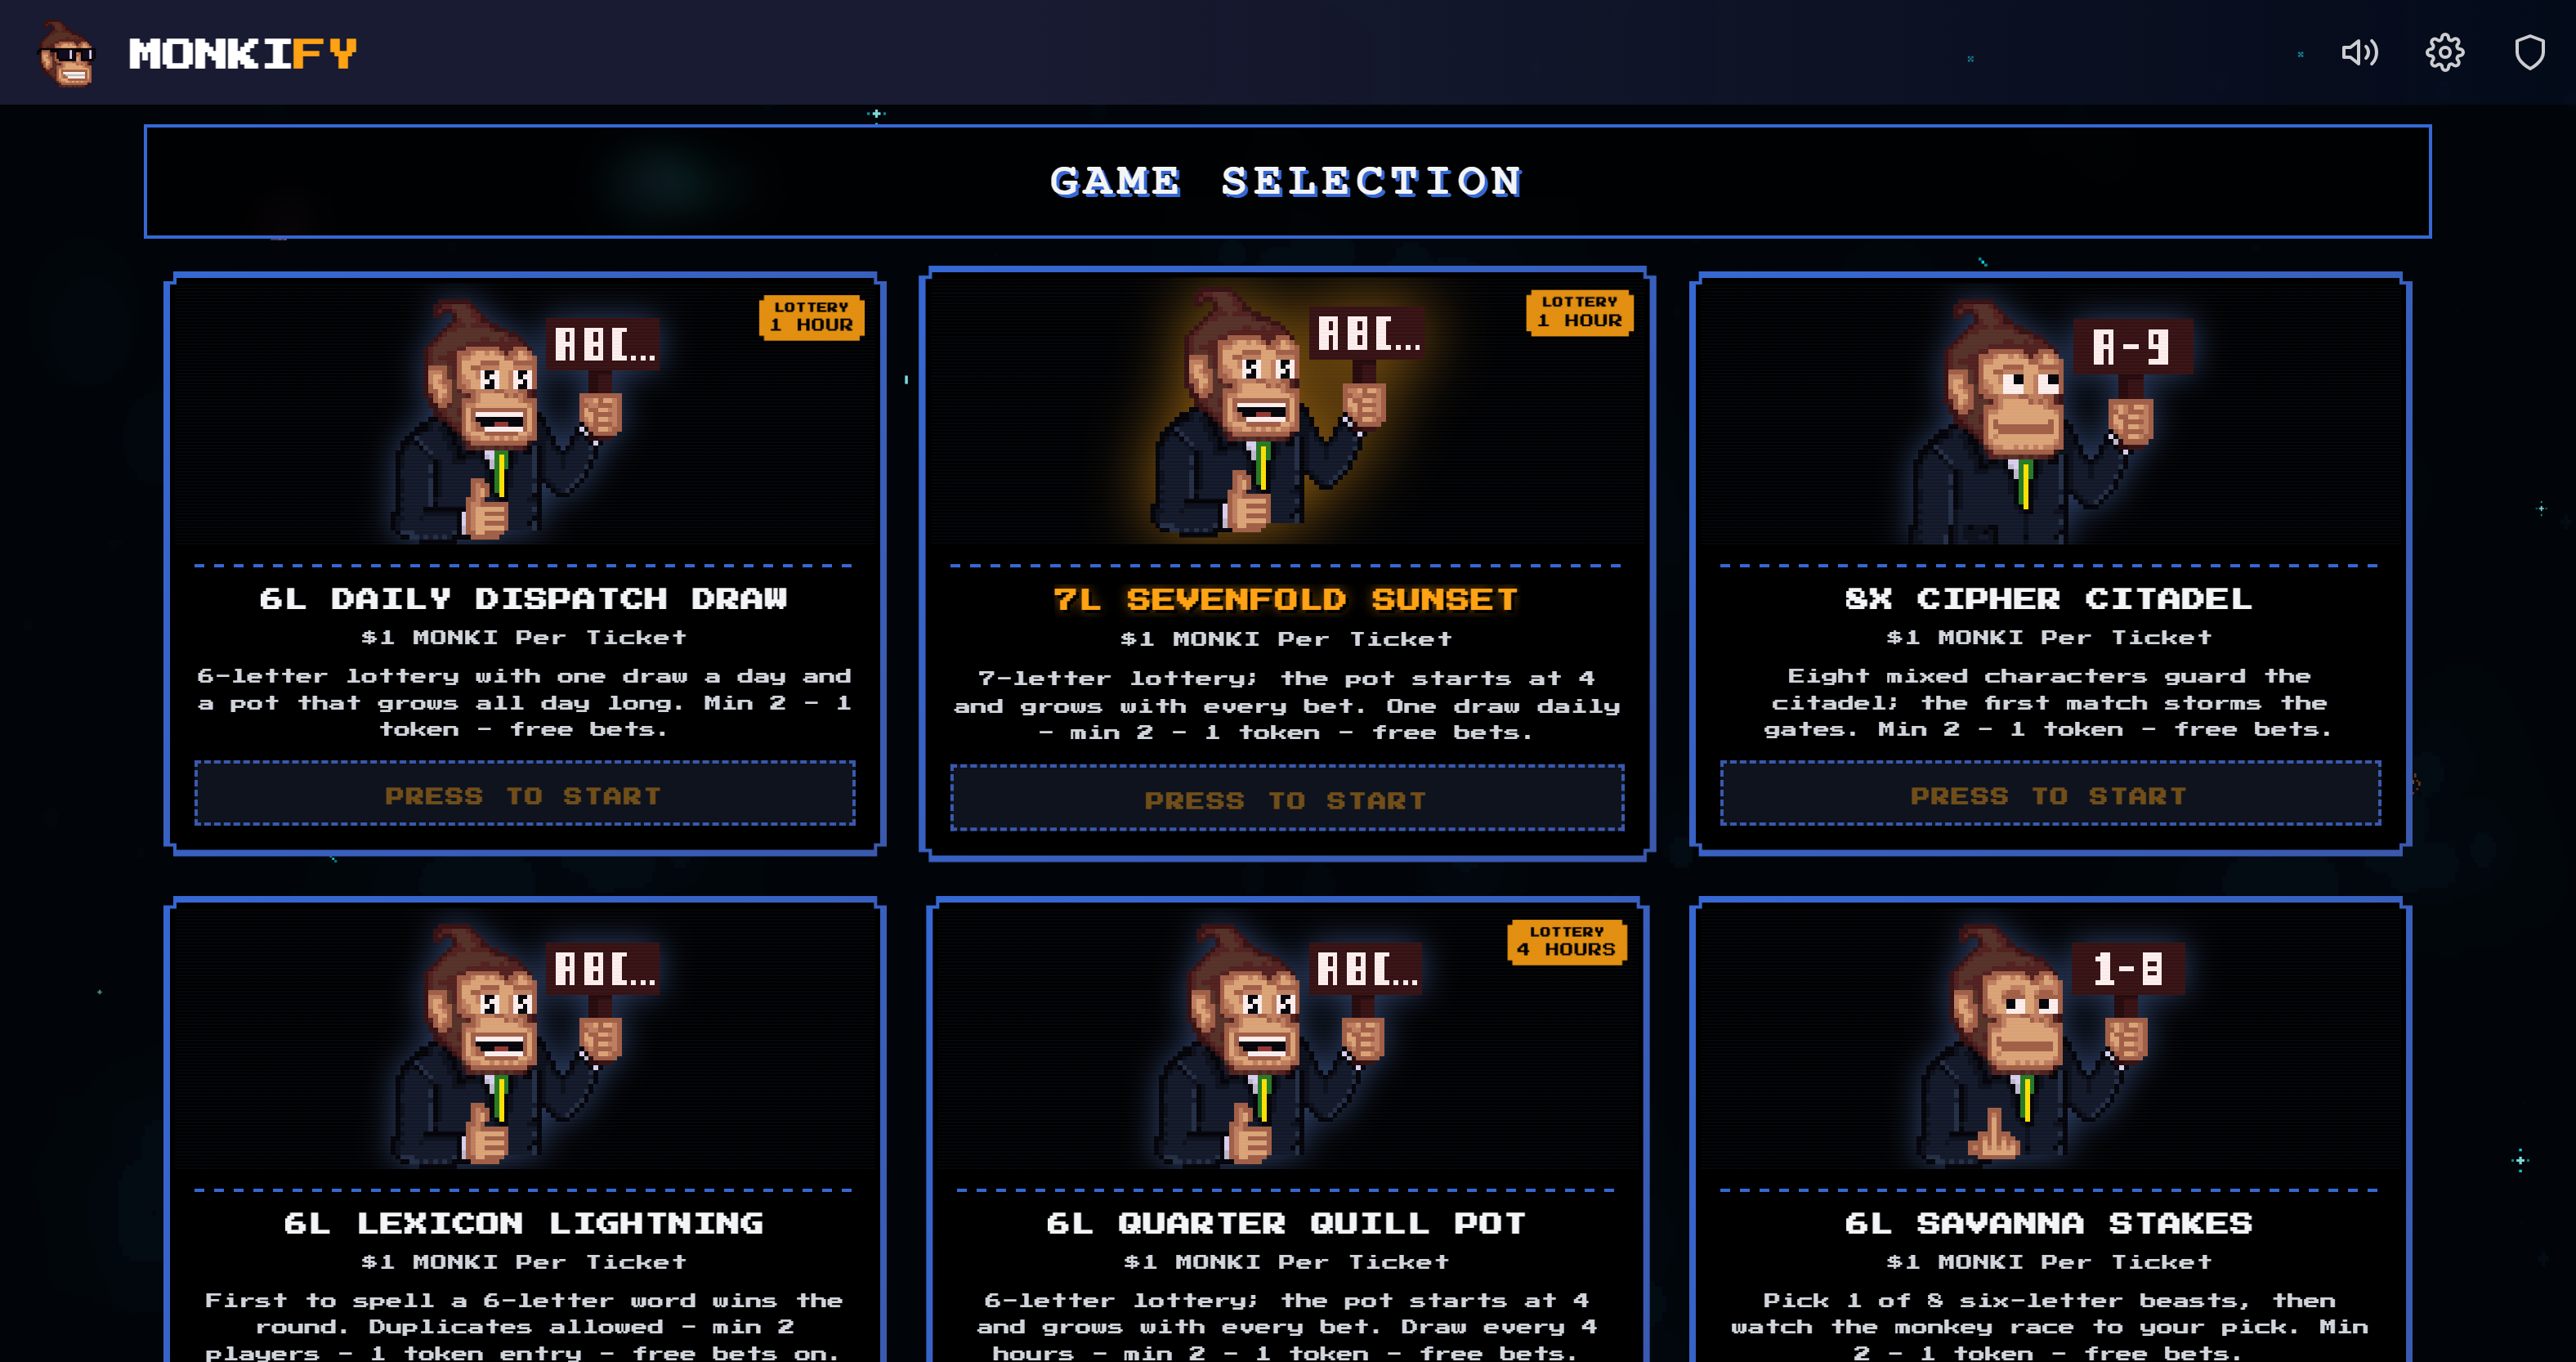 MONKIFY
GAME SELECTION
LOTTERY
1 HOUR
ABC...
6L DAILY DISPATCH DRAW
$1 MONKI Per Ticket
6-letter lottery with one draw a day and
a pot that grows all day long. Min 2 - 1
token - free bets.
PRESS TO START
LOTTERY
1 HOUR
ABC...
7L SEVENFOLD SUNSET
$1 MONKI Per Ticket
7-letter lottery; the pot starts at 4
and grows with every bet. One draw daily
- min 2 - 1 token - free bets.
PRESS TO START
A-9
8X CIPHER CITADEL
$1 MONKI Per Ticket
Eight mixed characters guard the
citadel; the first match storms the
gates. Min 2 - 1 token - free bets.
PRESS TO START
ABC...
6L LEXICON LIGHTNING
$1 MONKI Per Ticket
First to spell a 6-letter word wins the
round. Duplicates allowed - min 2
players - 1 token entry - free bets on.
LOTTERY
4 HOURS
ABC...
6L QUARTER QUILL POT
$1 MONKI Per Ticket
6-letter lottery; the pot starts at 4
and grows with every bet. Draw every 4
hours - min 2 - 1 token - free bets.
1-8
6L SAVANNA STAKES
$1 MONKI Per Ticket
Pick 1 of 8 six-letter beasts, then
watch the monkey race to your pick. Min
2 - 1 token - free bets.